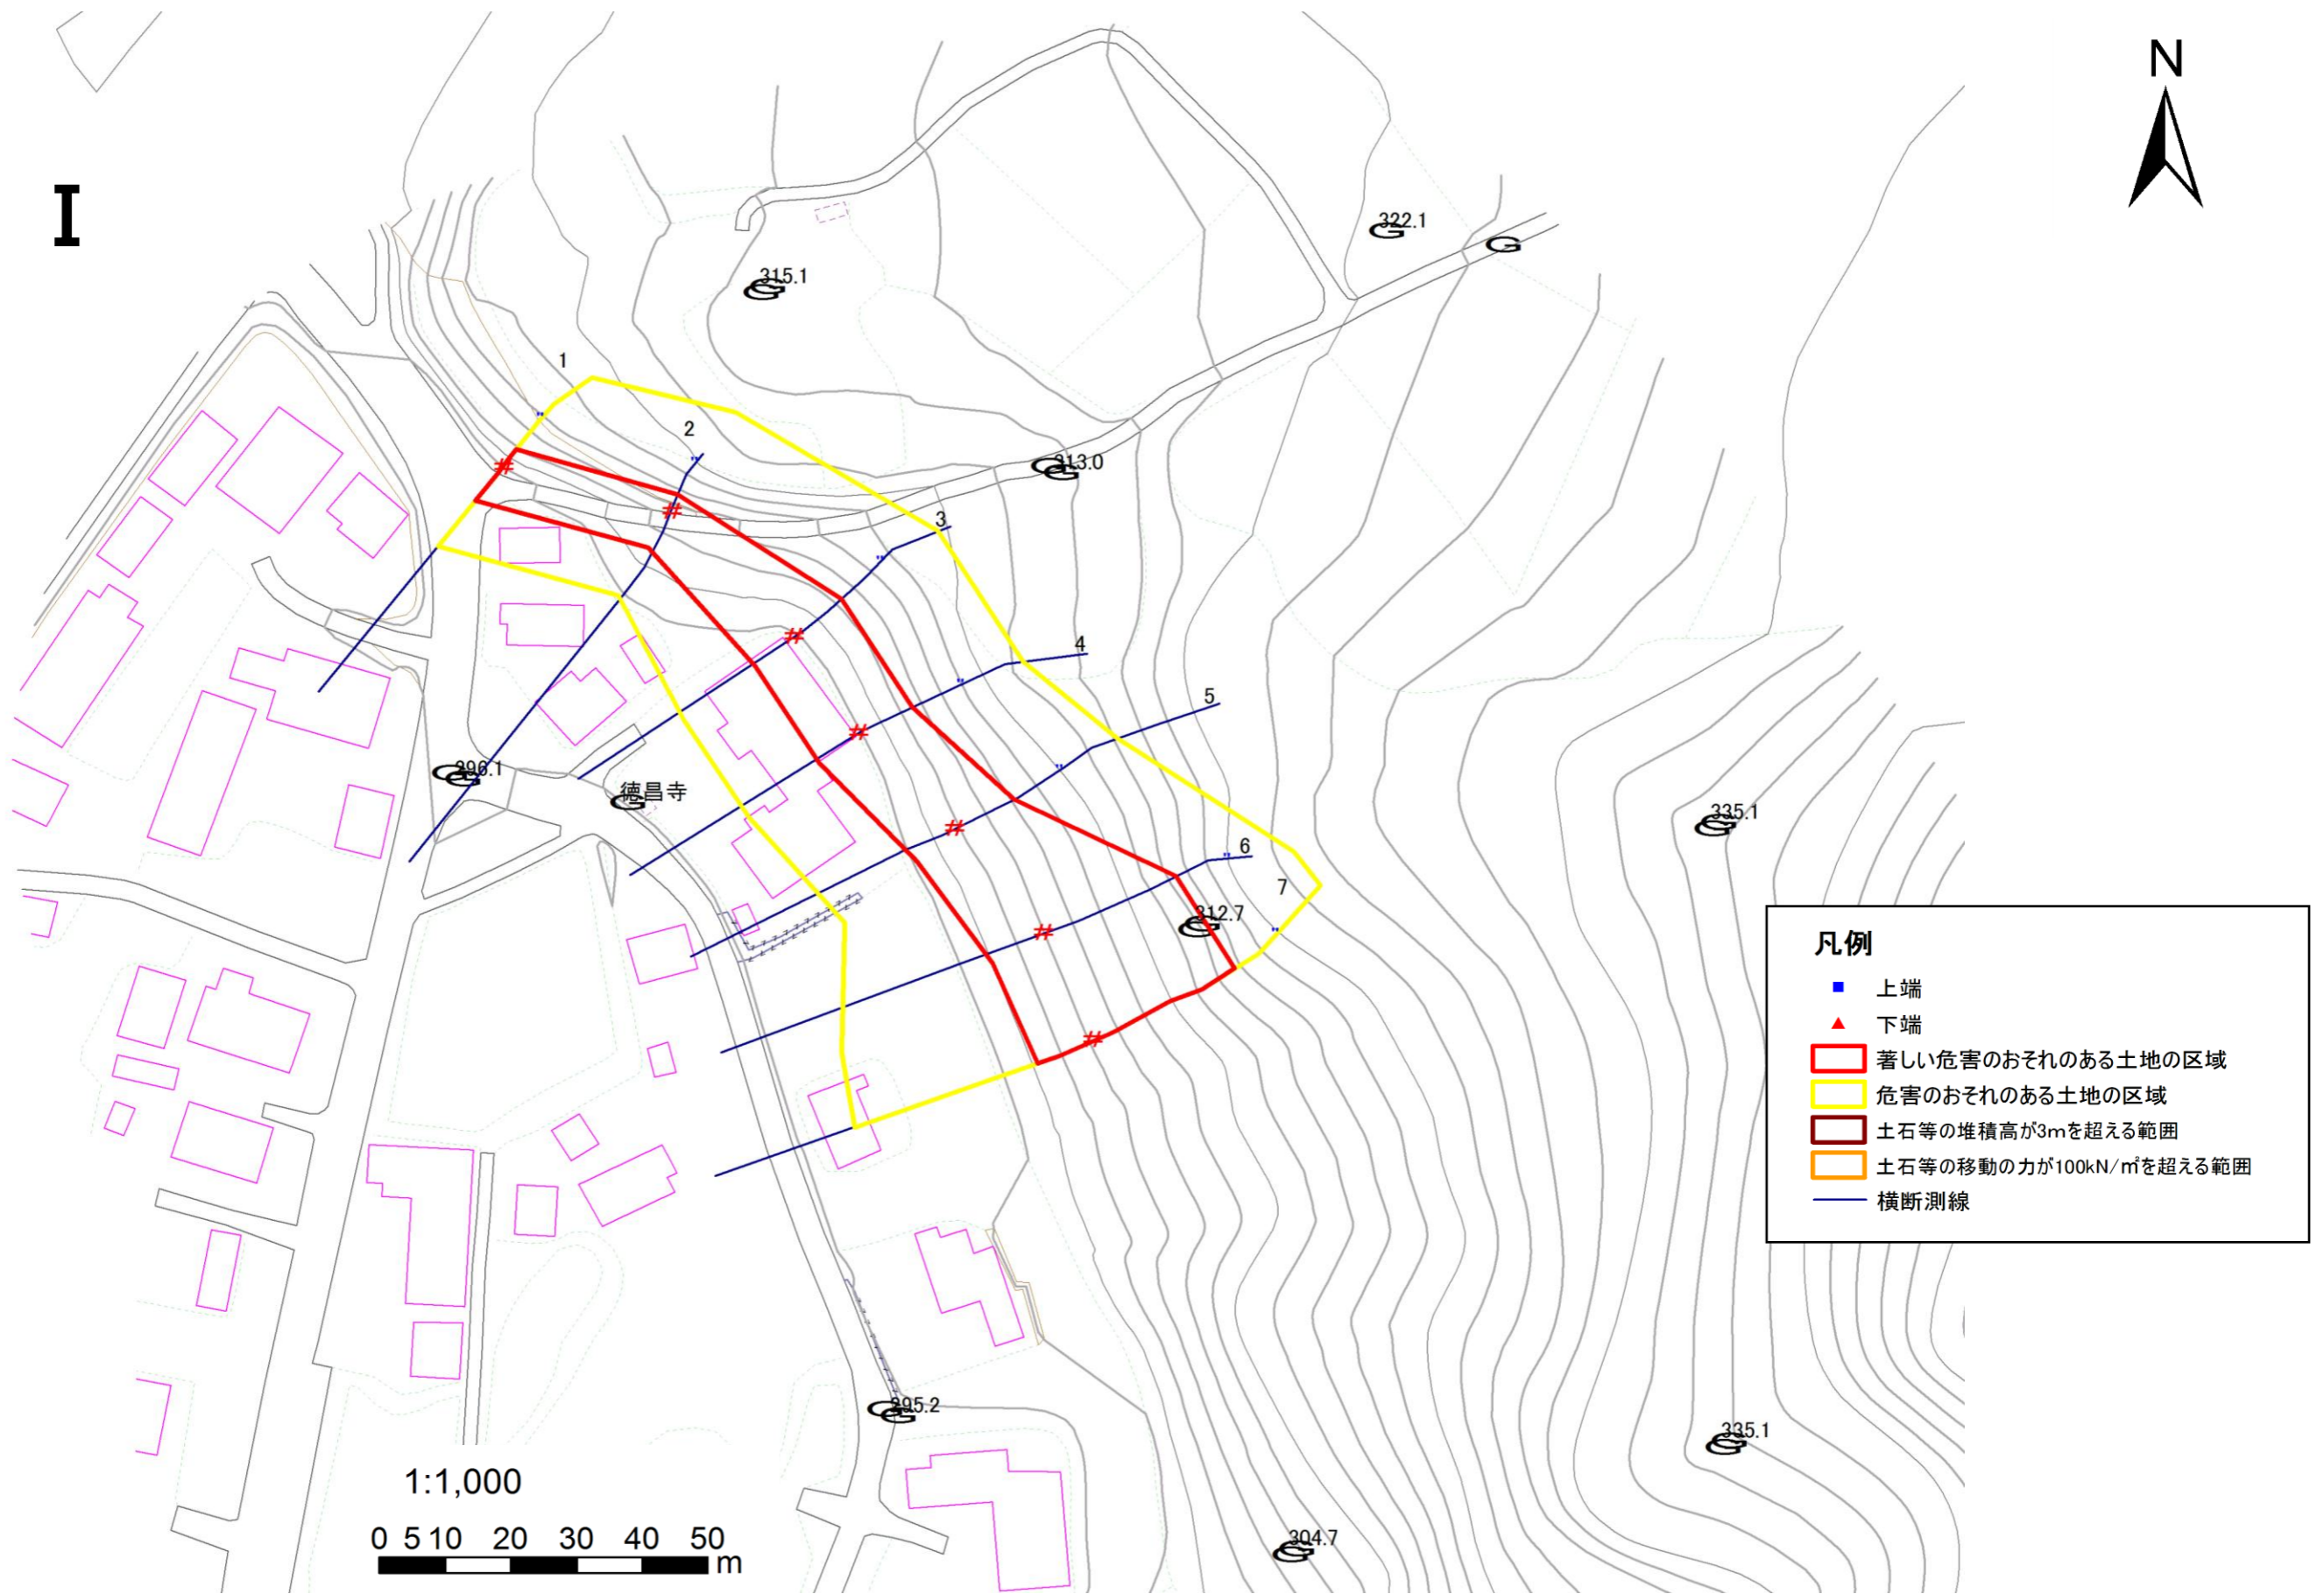 N
I
322.1
G
G
315.1
G
G
1
2
313.0
G
G
3
4
5
296.1
G
G
徳昌寺
G
335.1
G
G
6
7
312.7
G
G
凡例
上端
下端
著しい危害のおそれのある土地の区域
危害のおそれのある土地の区域
土石等の堆積高が3mを超える範囲
土石等の移動の力が100kN/㎡を超える範囲
横断測線
295.2
G
G
335.1
G
G
1:1,000
304.7
G
G
0 5 10 20 30 40 50
m